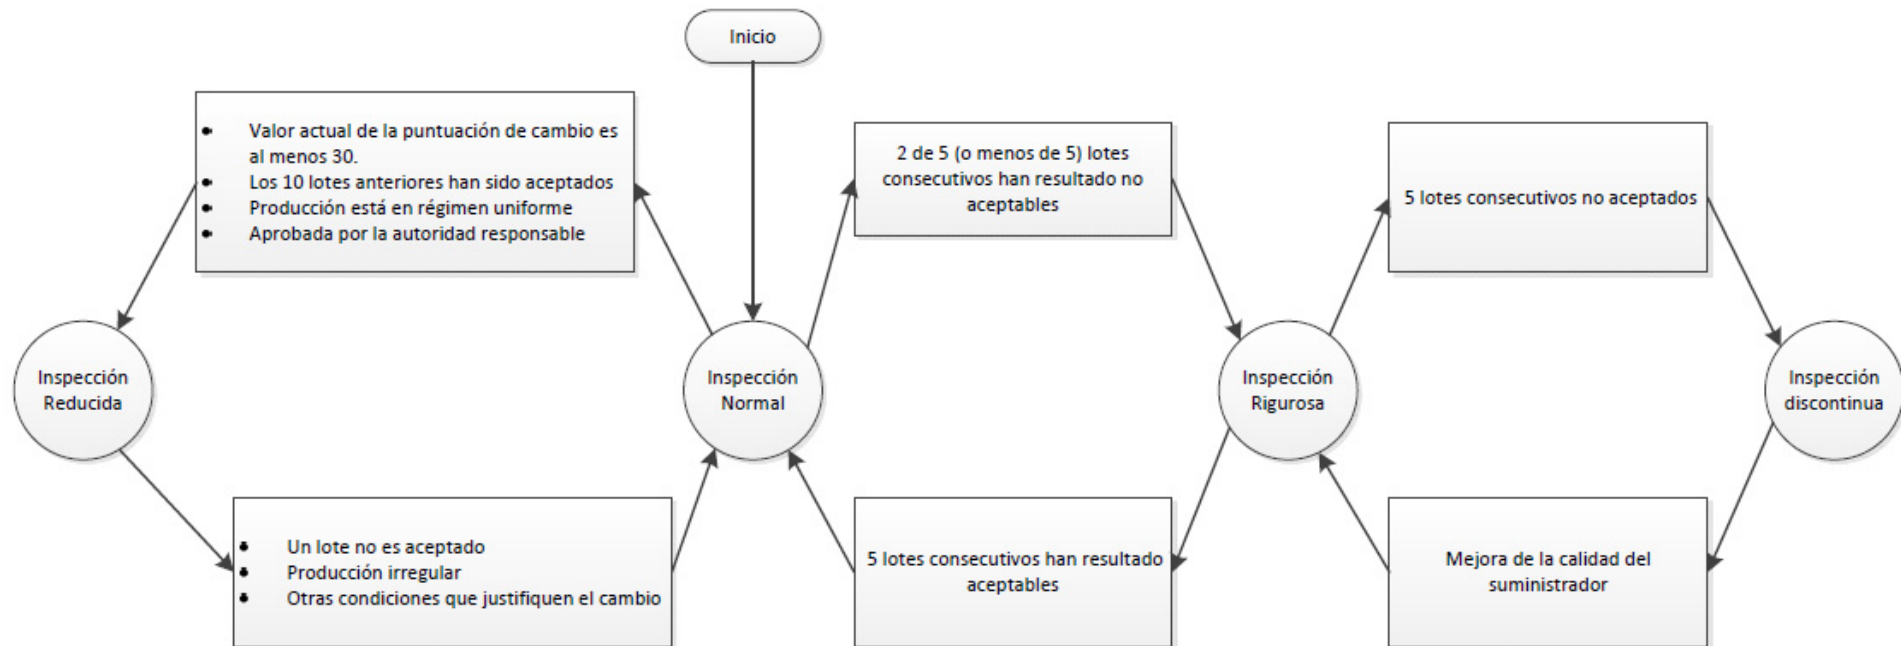 Inicio
Valor actual de la puntuación de cambio es
al menos 30.
Los 10 lotes anteriores han sido aceptados
Producción está en régimen uniforme
Aprobada por la autoridad responsable
2 de 5 (o menos de 5) lotes
consecutivos han resultado no
aceptables
5 lotes consecutivos no aceptados
Inspección
Reducida
Inspección
Normal
Inspección
Rigurosa
Inspección
discontinua
Un lote no es aceptado
Producción irregular
Otras condiciones que justifiquen el cambio
5 lotes consecutivos han resultado
aceptables
Mejora de la calidad del
suministrador